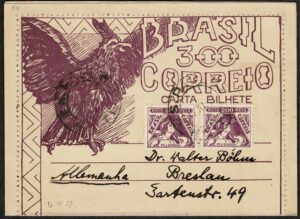 BRASIL
300
CORREIO
CARTA BILHETE
Dr. Walter Böhm
Allemanha
Breslau
Gartenstr. 49